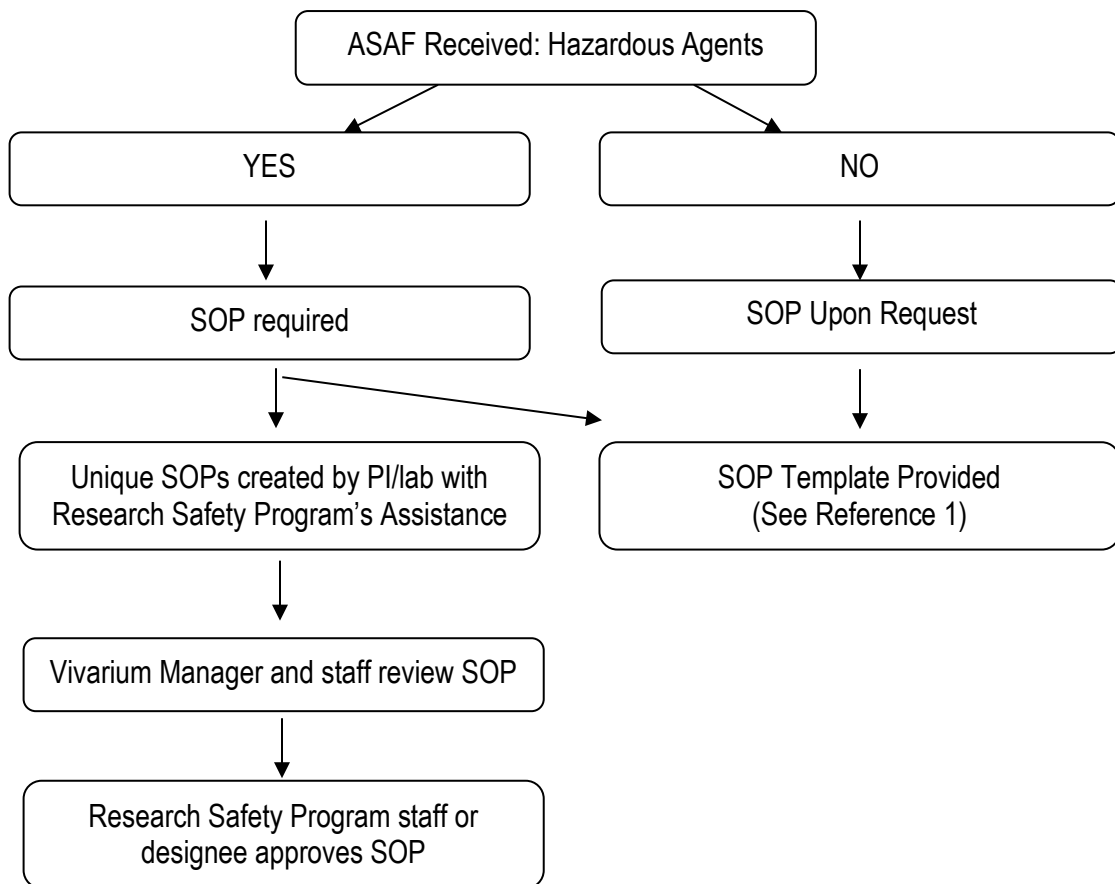 ASAF Received: Hazardous Agents
YES
NO
SOP required
SOP Upon Request
Unique SOPs created by PI/lab with
Research Safety Program’s Assistance
SOP Template Provided
(See Reference 1)
Vivarium Manager and staff review SOP
Research Safety Program staff or
designee approves SOP